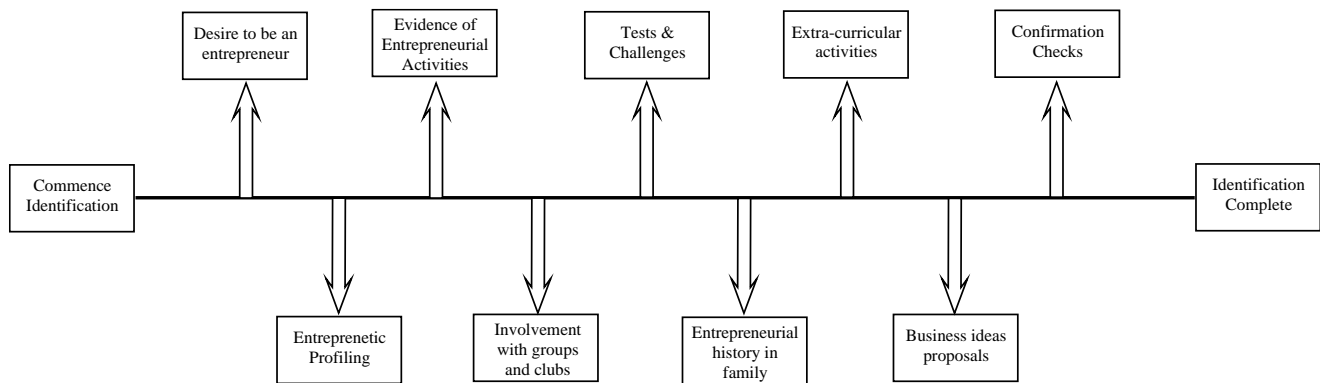 Desire to be an
entrepreneur
Evidence of
Entrepreneurial
Activities
Tests &
Challenges
Extra-curricular
activities
Confirmation
Checks
Commence
Identification
Identification
Complete
Entreprenetic
Profiling
Involvement
with groups
and clubs
Entrepreneurial
history in
family
Business ideas
proposals